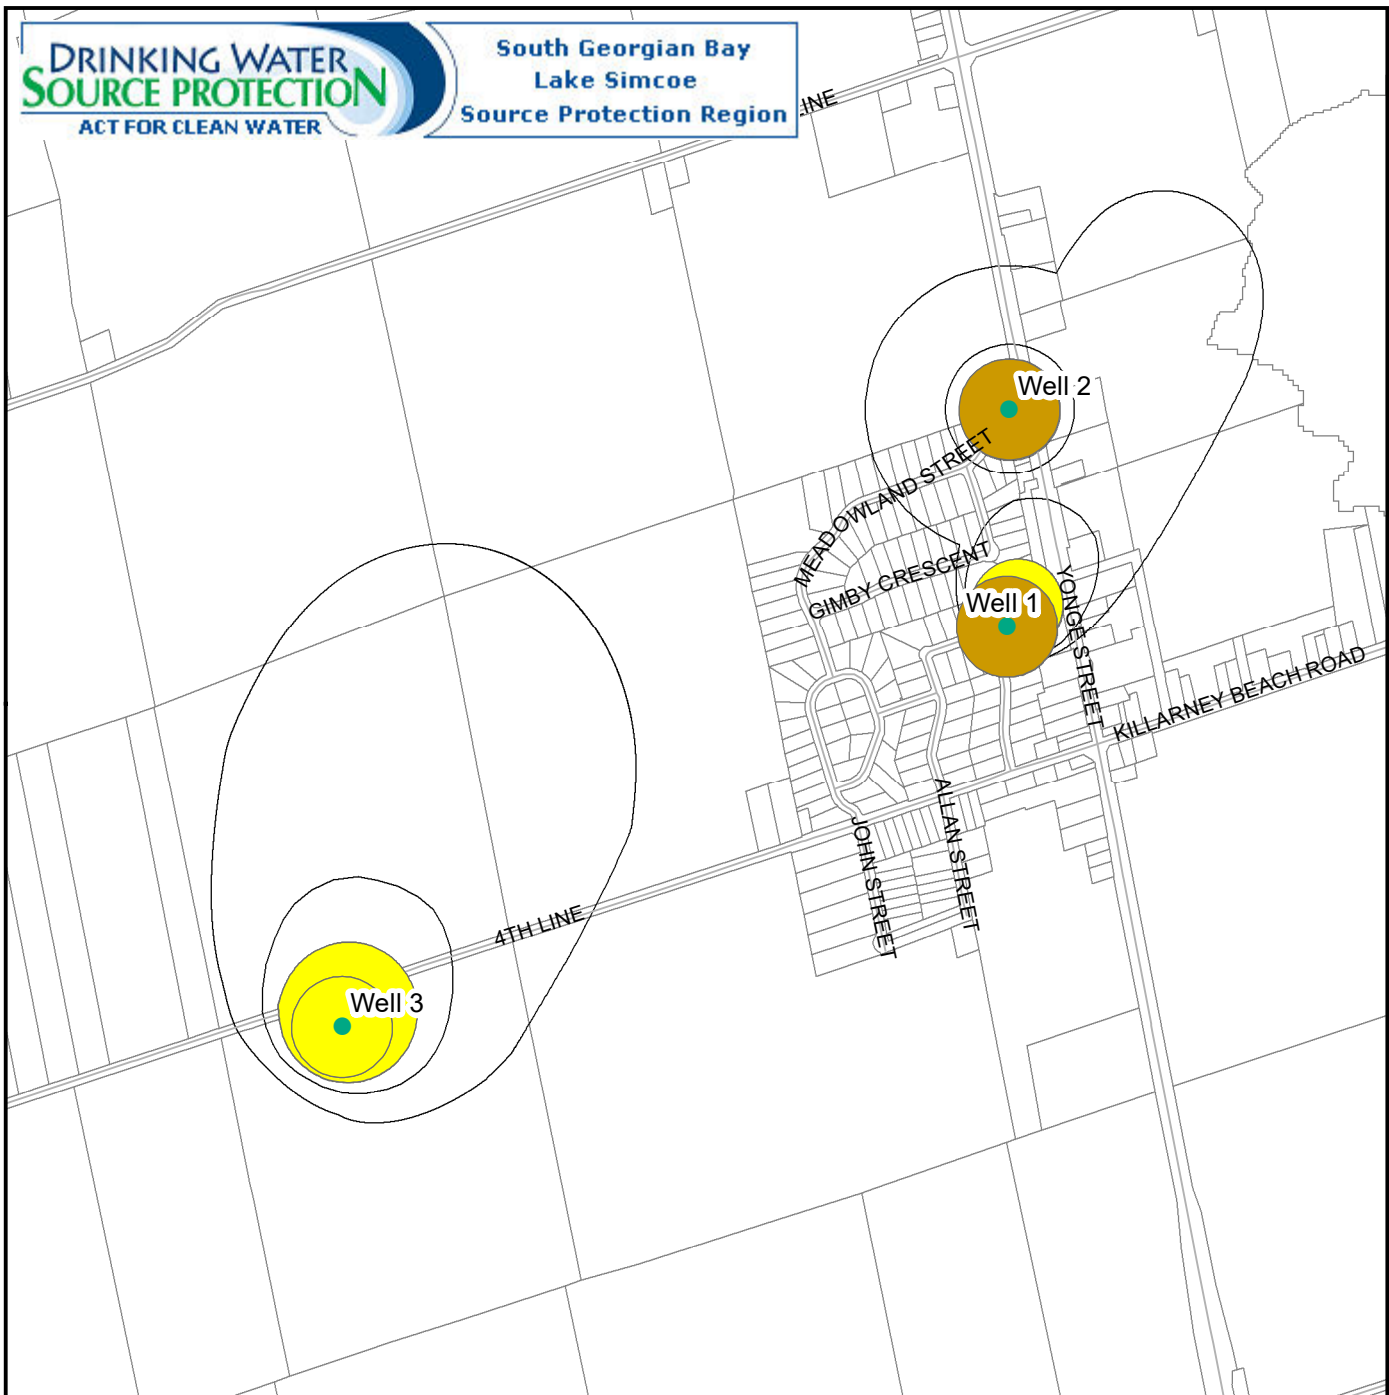 DRINKING WATER
SOURCE PROTECTION
ACT FOR CLEAN WATER
South Georgian Bay
Lake Simcoe
Source Protection Region
INE
Well 2
MEADOWLAND STREET
GIMBY CRESCENT
Well 1
YONGE STREET
KILLARNEY BEACH ROAD
ALLAN STREET
JOHN STREET
4TH LINE
Well 3